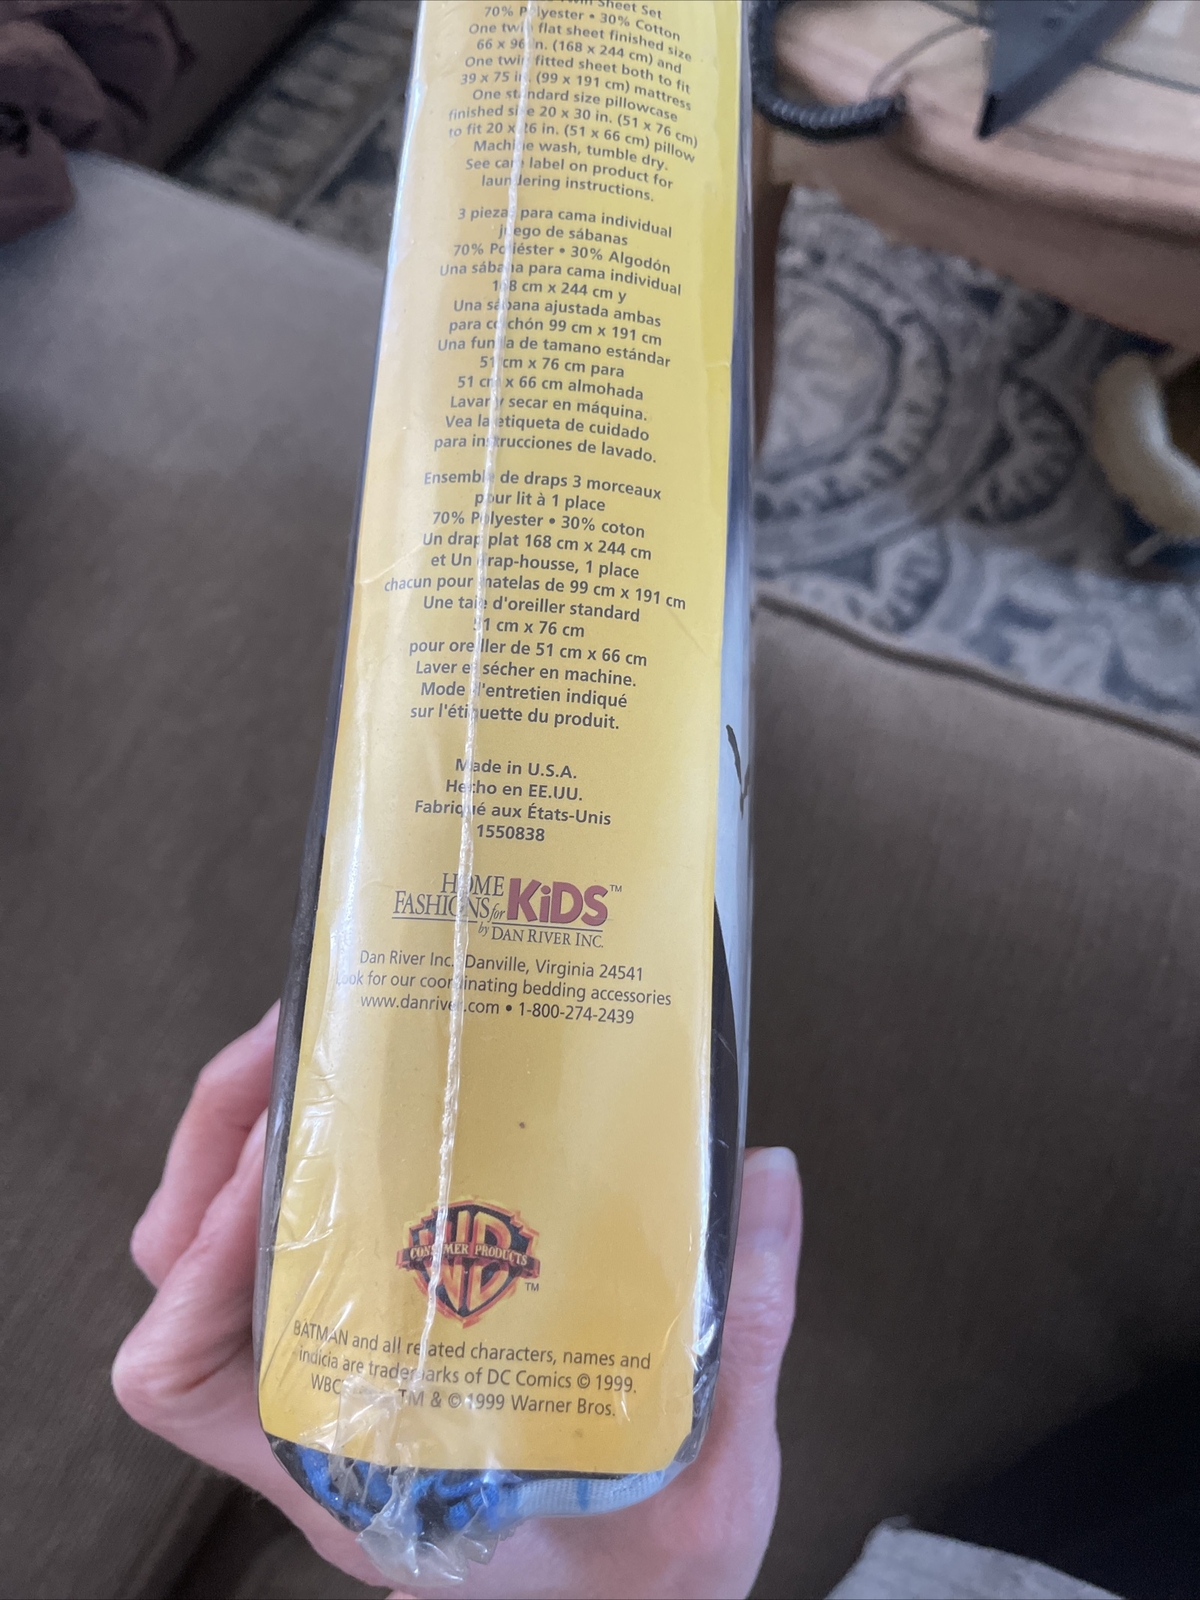 Twin Sheet Set
70% Polyester • 30% Cotton
One twin flat sheet finished size
66 x 96 in. (168 x 244 cm) and
One twin fitted sheet both to fit
39 x 75 in. (99 x 191 cm) mattress
One standard size pillowcase
finished size 20 x 30 in. (51 x 76 cm)
to fit 20 x 26 in. (51 x 66 cm) pillow
Machine wash, tumble dry.
See care label on product for
laundering instructions.
3 piezas para cama individual
juego de sábanas
70% Poliéster • 30% Algodón
Una sábana para cama individual
168 cm x 244 cm y
Una sábana ajustada ambas
para colchón 99 cm x 191 cm
Una funda de tamano estándar
51 cm x 76 cm para
51 cm x 66 cm almohada
Lavar y secar en máquina.
Vea la etiqueta de cuidado
para instrucciones de lavado.
Ensemble de draps 3 morceaux
pour lit à 1 place
70% Polyester • 30% coton
Un drap plat 168 cm x 244 cm
et Un drap-housse, 1 place
chacun pour matelas de 99 cm x 191 cm
Une taie d'oreiller standard
51 cm x 76 cm
pour oreiller de 51 cm x 66 cm
Laver et sécher en machine.
Mode d'entretien indiqué
sur l'étiquette du produit.
Made in U.S.A.
Hecho en EE.UU.
Fabriqué aux États-Unis
1550838
HOME
FASHIONS for KiDS™
by DAN RIVER INC.
Dan River Inc. Danville, Virginia 24541
Look for our coordinating bedding accessories
www.danriver.com • 1-800-274-2439
WB
CONSUMER PRODUCTS
TM
BATMAN and all related characters, names and
indicia are trademarks of DC Comics © 1999.
TM & © 1999 Warner Bros.